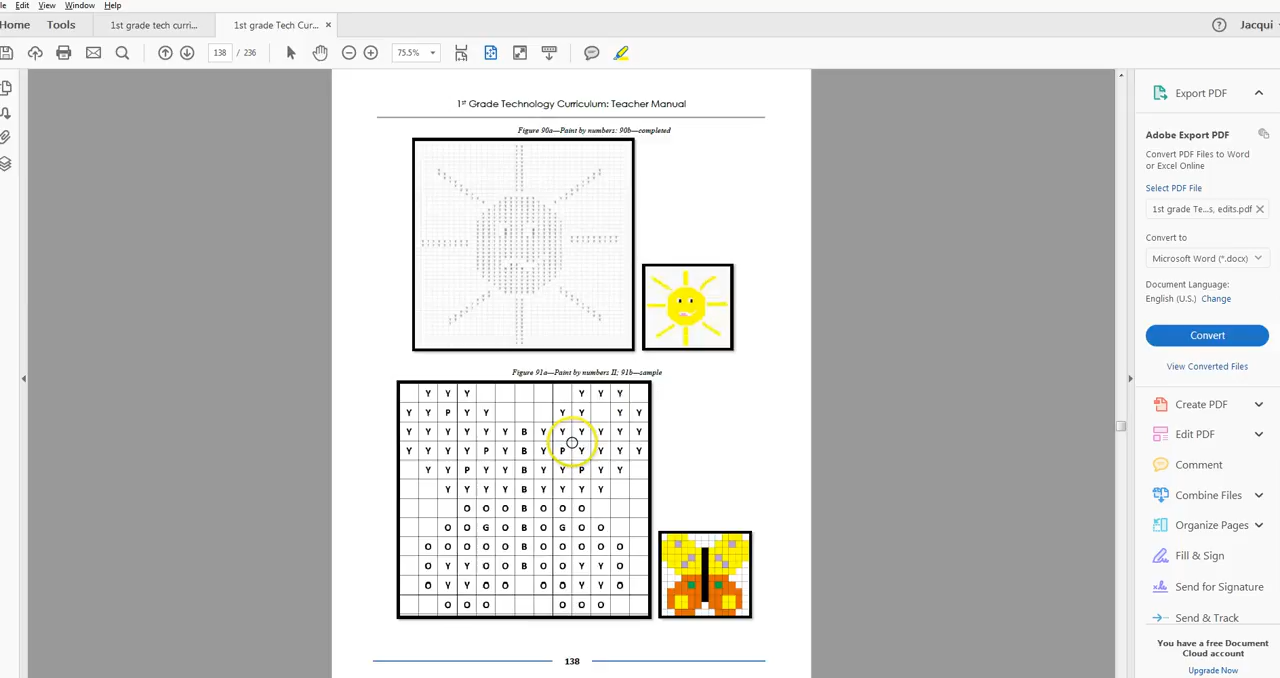 le Edit View Window Help
Home Tools 1st grade tech curri... 1st grade Tech Cur... × ? Jacqui
138 / 236 75.5%
1st Grade Technology Curriculum: Teacher Manual
Figure 90a—Paint by numbers: 90b—completed
Figure 91a—Paint by numbers II; 91b—sample
Y Y Y Y Y Y
Y Y P Y Y Y Y Y Y
Y Y Y Y Y Y B Y Y Y Y Y Y
Y Y Y Y P Y B Y P Y Y Y Y
Y Y P Y Y B Y Y P Y Y
Y Y Y Y B Y Y Y Y
O O O B O O O
O O G O B O G O O
O O O O O B O O O O O
O Y O O B O O Y Y O
O Y Y O O O O Y Y O
O O O O O O
138
Export PDF
Adobe Export PDF
Convert PDF Files to Word
or Excel Online
Select PDF File
1st grade Te...s, edits.pdf ×
Convert to
Microsoft Word (*.docx)
Document Language:
English (U.S.) Change
Convert
View Converted Files
Create PDF
Edit PDF
Comment
Combine Files
Organize Pages
Fill & Sign
Send for Signature
Send & Track
You have a free Document
Cloud account
Upgrade Now